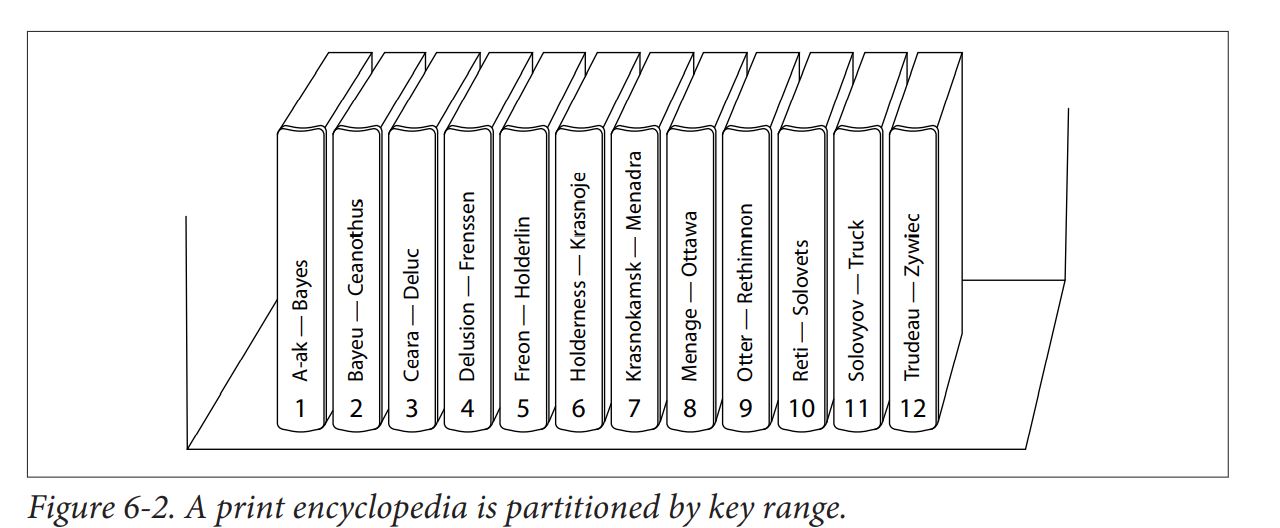 A-ak — Bayes
1
Bayeu — Ceanothus
2
Ceara — Deluc
3
Delusion — Frenssen
4
Freon — Holderlin
5
Holderness — Krasnoje
6
Krasnokamsk — Menadra
7
Menage — Ottawa
8
Otter — Rethimnon
9
Reti — Solovets
10
Solovyov — Truck
11
Trudeau — Zywiec
12
Figure 6-2. A print encyclopedia is partitioned by key range.